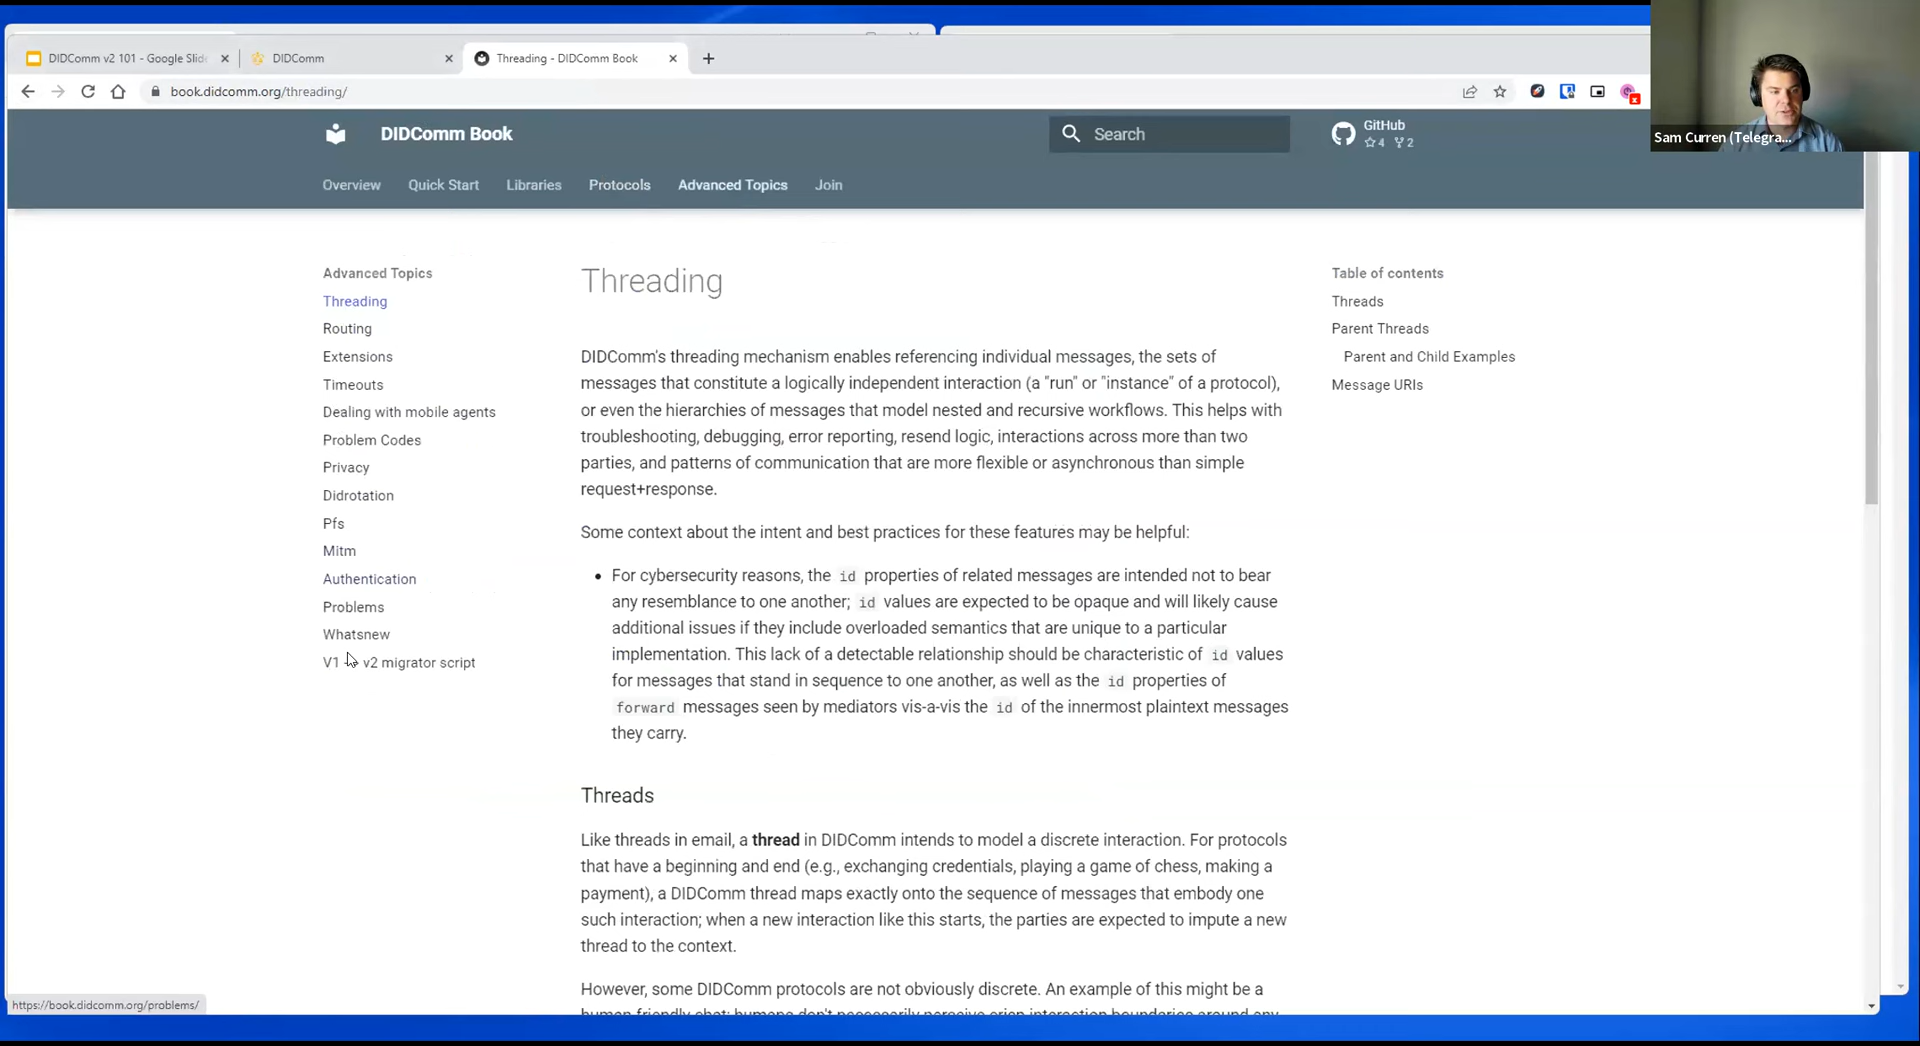 DIDComm v2 101 - Google Slide
DIDComm
Threading - DIDComm Book
book.didcomm.org/threading/
Sam Curren (Telegra...
DIDComm Book
Search
GitHub
4 2
Overview
Quick Start
Libraries
Protocols
Advanced Topics
Join
Advanced Topics
Threading
Routing
Extensions
Timeouts
Dealing with mobile agents
Problem Codes
Privacy
Didrotation
Pfs
Mitm
Authentication
Problems
Whatsnew
V1 v2 migrator script
Threading
DIDComm's threading mechanism enables referencing individual messages, the sets of
messages that constitute a logically independent interaction (a "run" or "instance" of a protocol),
or even the hierarchies of messages that model nested and recursive workflows. This helps with
troubleshooting, debugging, error reporting, resend logic, interactions across more than two
parties, and patterns of communication that are more flexible or asynchronous than simple
request+response.
Some context about the intent and best practices for these features may be helpful:
• For cybersecurity reasons, the id properties of related messages are intended not to bear
any resemblance to one another; id values are expected to be opaque and will likely cause
additional issues if they include overloaded semantics that are unique to a particular
implementation. This lack of a detectable relationship should be characteristic of id values
for messages that stand in sequence to one another, as well as the id properties of
forward messages seen by mediators vis-a-vis the id of the innermost plaintext messages
they carry.
Threads
Like threads in email, a thread in DIDComm intends to model a discrete interaction. For protocols
that have a beginning and end (e.g., exchanging credentials, playing a game of chess, making a
payment), a DIDComm thread maps exactly onto the sequence of messages that embody one
such interaction; when a new interaction like this starts, the parties are expected to impute a new
thread to the context.
However, some DIDComm protocols are not obviously discrete. An example of this might be a
human-friendly chat; humans don't necessarily perceive crisp interaction boundaries around any
Table of contents
Threads
Parent Threads
Parent and Child Examples
Message URIs
https://book.didcomm.org/problems/